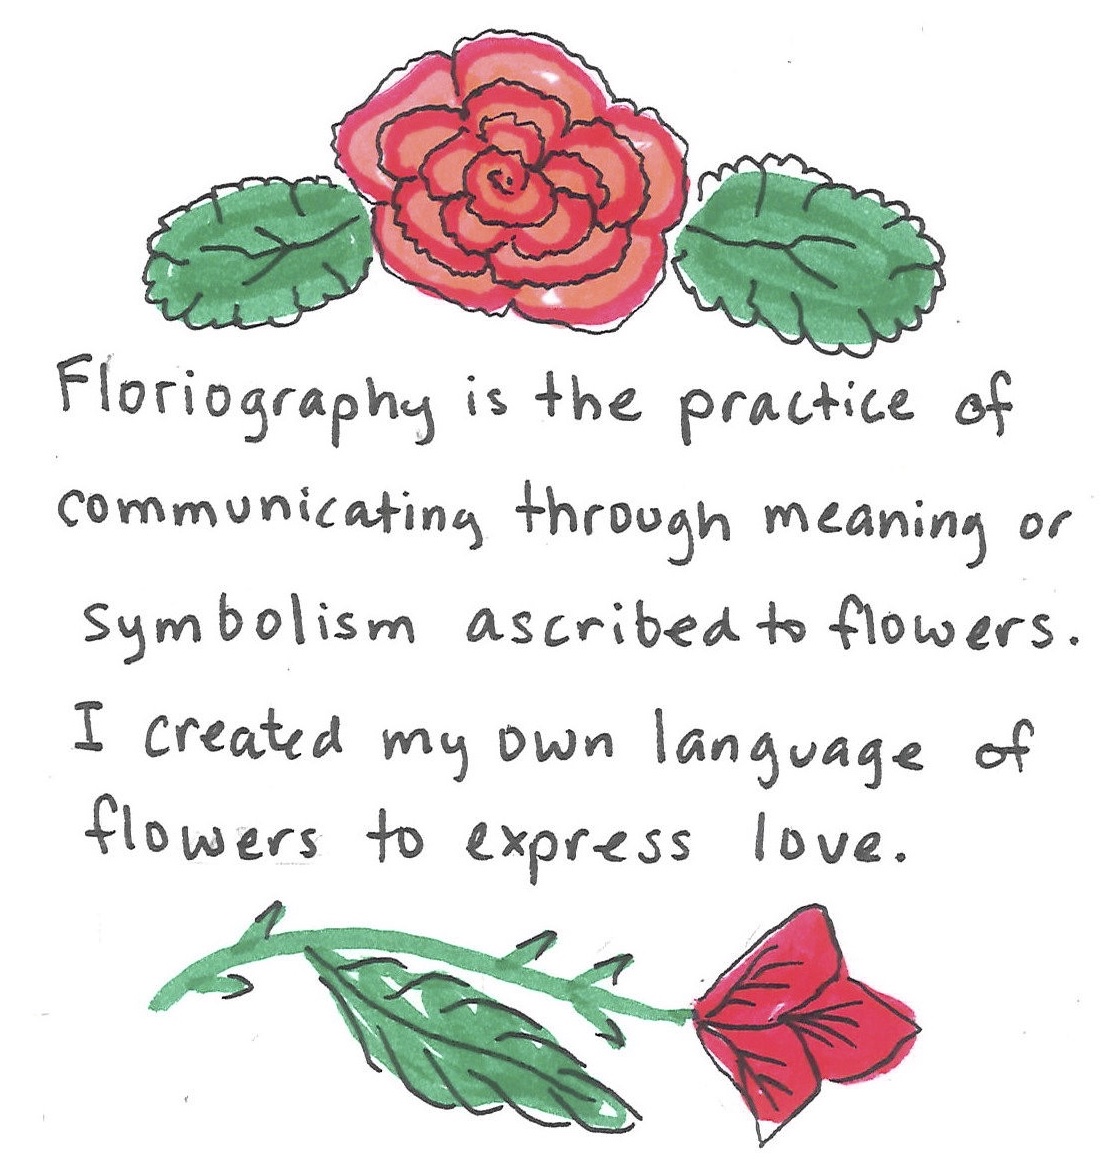 Floriography is the practice of
communicating through meaning or
symbolism ascribed to flowers.
I created my own language of
flowers to express love.